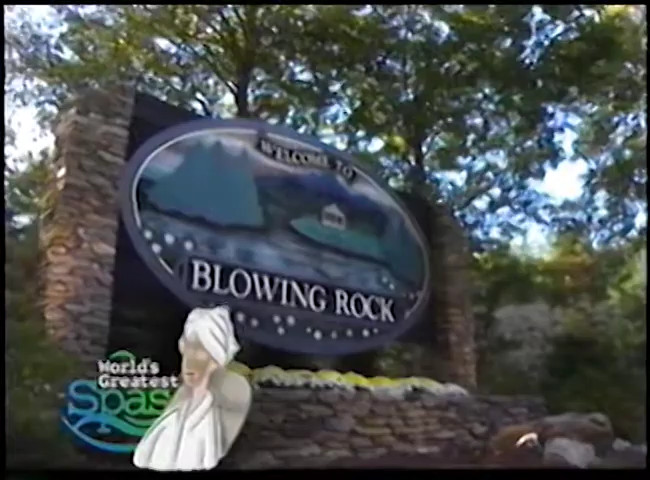 WELCOME TO
BLOWING ROCK
World's
Greatest
Spas